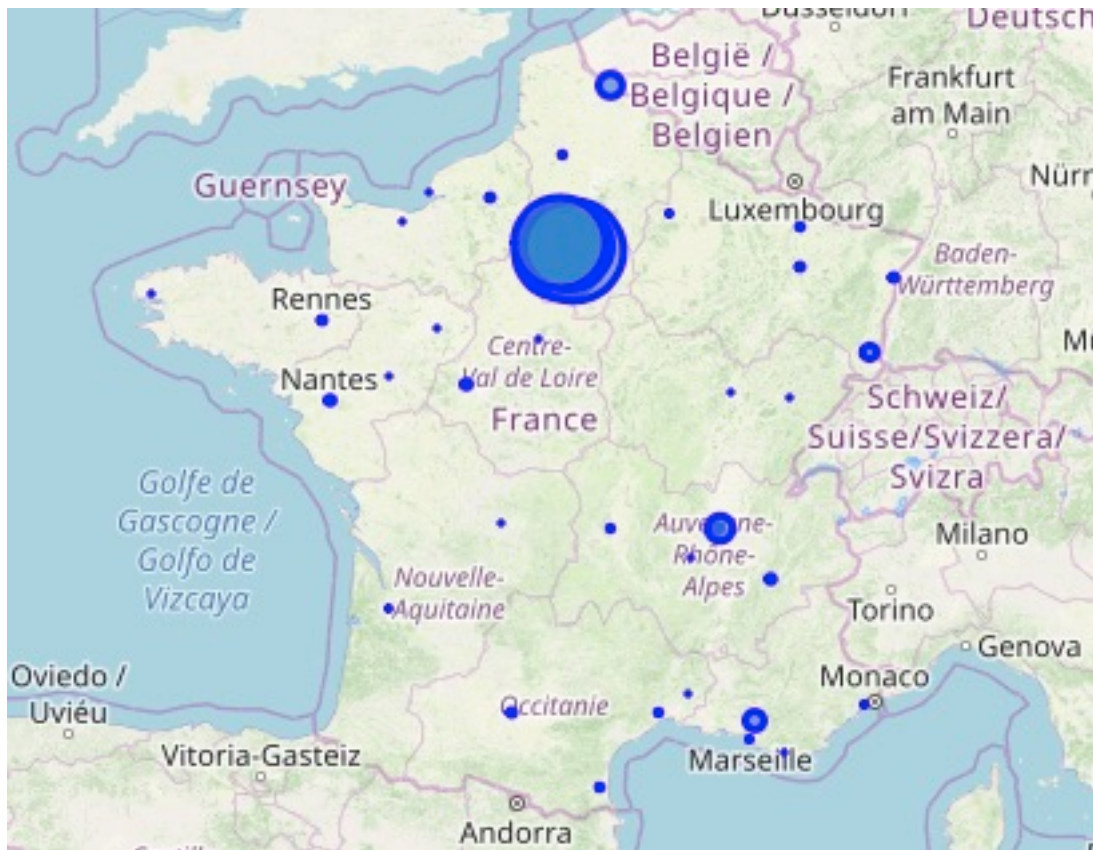 Düsseldorf
Deutsch
België /
Belgique /
Belgien
Frankfurt
am Main
Guernsey
Nürr
Luxembourg
Baden-
Württemberg
Rennes
Centre-
Val de Loire
Nantes
France
Schweiz/
Suisse/Svizzera/
Svizra
Golfe de
Gascogne /
Golfo de
Vizcaya
Auvergne-
Rhône-
Alpes
Milano
Nouvelle-
Aquitaine
Torino
Genova
Oviedo /
Uviéu
Monaco
Occitanie
Vitoria-Gasteiz
Marseille
Andorra